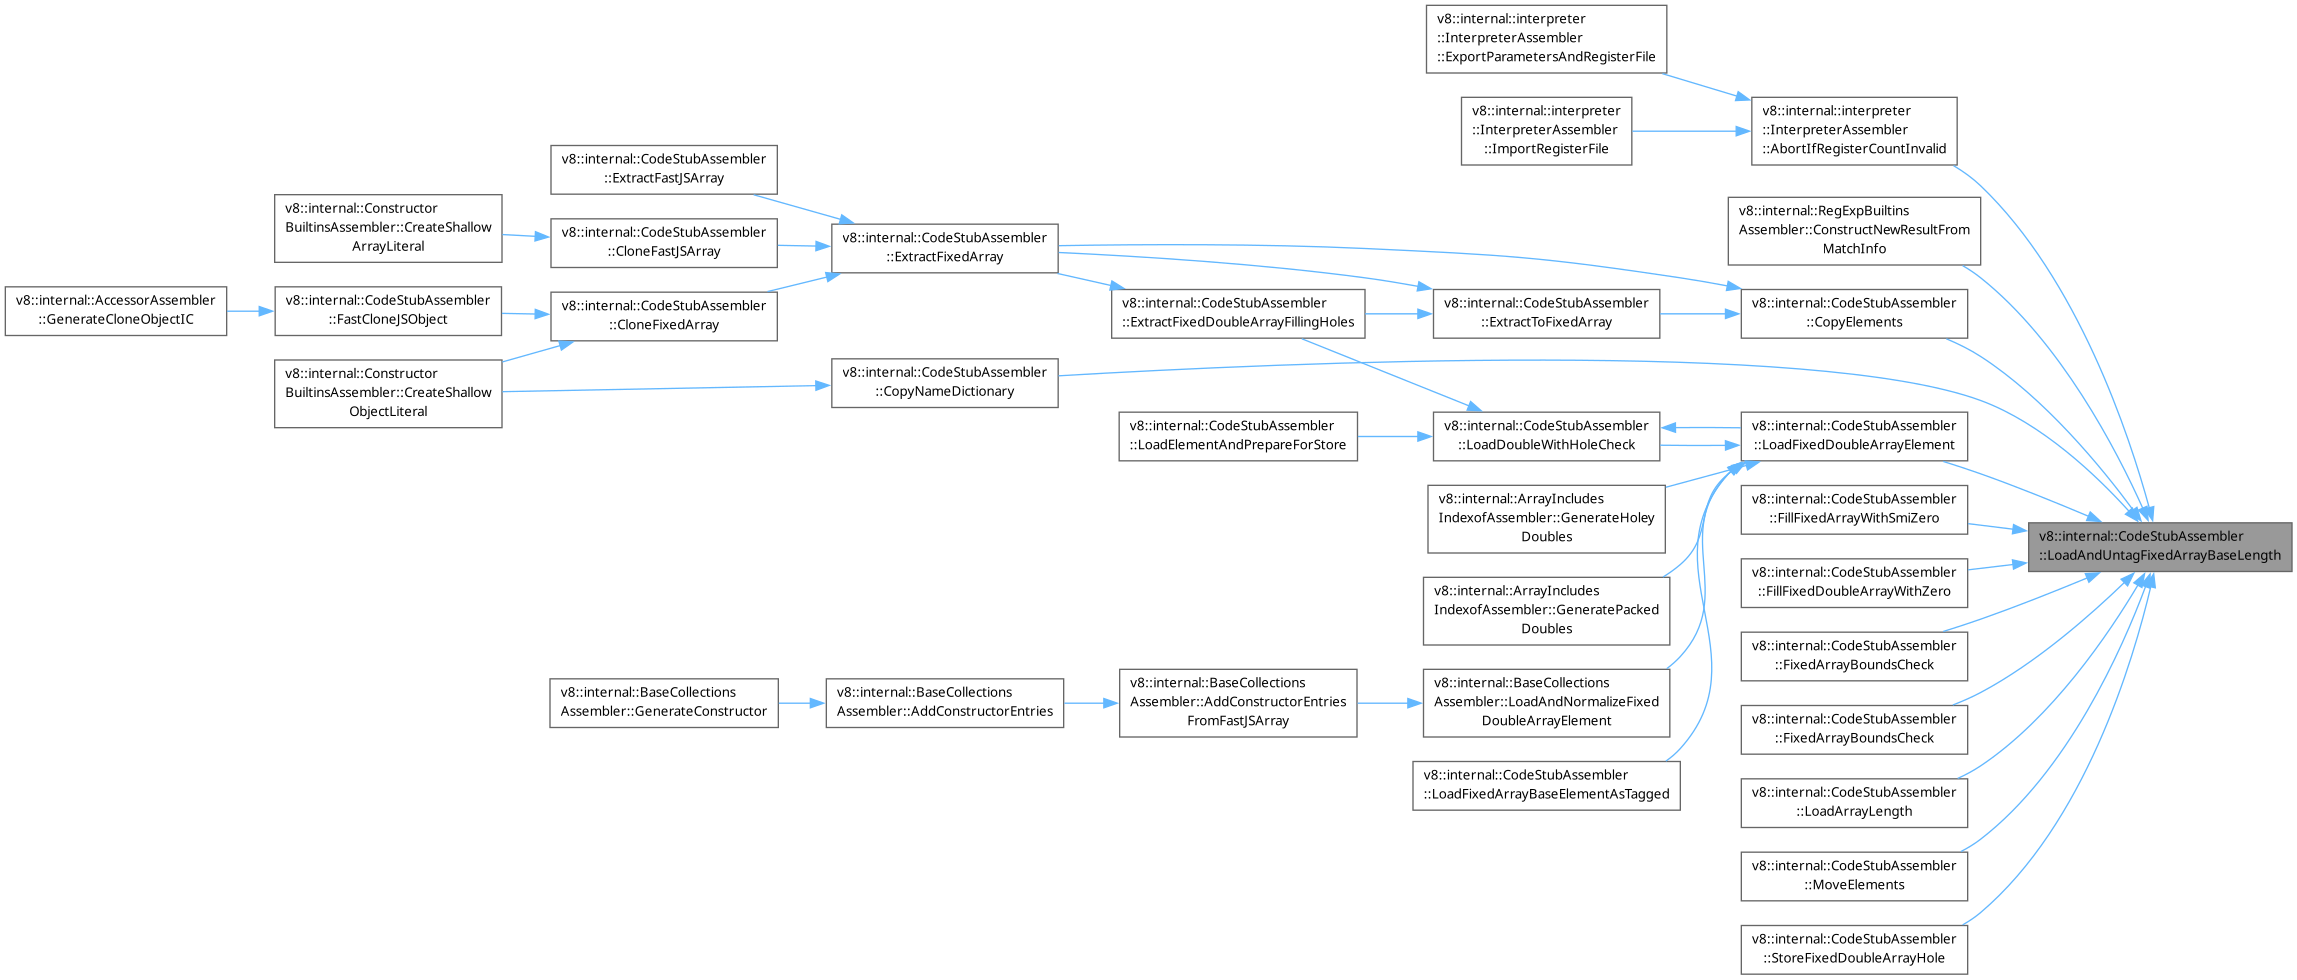 v8::internal::interpreter
::InterpreterAssembler
::ExportParametersAndRegisterFile
v8::internal::interpreter
::InterpreterAssembler
::ImportRegisterFile
v8::internal::interpreter
::InterpreterAssembler
::AbortIfRegisterCountInvalid
v8::internal::CodeStubAssembler
::ExtractFastJSArray
v8::internal::Constructor
BuiltinsAssembler::CreateShallow
ArrayLiteral
v8::internal::CodeStubAssembler
::CloneFastJSArray
v8::internal::CodeStubAssembler
::ExtractFixedArray
v8::internal::RegExpBuiltins
Assembler::ConstructNewResultFrom
MatchInfo
v8::internal::AccessorAssembler
::GenerateCloneObjectIC
v8::internal::CodeStubAssembler
::FastCloneJSObject
v8::internal::CodeStubAssembler
::CloneFixedArray
v8::internal::CodeStubAssembler
::ExtractFixedDoubleArrayFillingHoles
v8::internal::CodeStubAssembler
::ExtractToFixedArray
v8::internal::CodeStubAssembler
::CopyElements
v8::internal::Constructor
BuiltinsAssembler::CreateShallow
ObjectLiteral
v8::internal::CodeStubAssembler
::CopyNameDictionary
v8::internal::CodeStubAssembler
::LoadElementAndPrepareForStore
v8::internal::CodeStubAssembler
::LoadDoubleWithHoleCheck
v8::internal::CodeStubAssembler
::LoadFixedDoubleArrayElement
v8::internal::ArrayIncludes
IndexofAssembler::GenerateHoley
Doubles
v8::internal::CodeStubAssembler
::FillFixedArrayWithSmiZero
v8::internal::CodeStubAssembler
::LoadAndUntagFixedArrayBaseLength
v8::internal::CodeStubAssembler
::FillFixedDoubleArrayWithZero
v8::internal::ArrayIncludes
IndexofAssembler::GeneratePacked
Doubles
v8::internal::CodeStubAssembler
::FixedArrayBoundsCheck
v8::internal::BaseCollections
Assembler::GenerateConstructor
v8::internal::BaseCollections
Assembler::AddConstructorEntries
v8::internal::BaseCollections
Assembler::AddConstructorEntries
FromFastJSArray
v8::internal::BaseCollections
Assembler::LoadAndNormalizeFixed
DoubleArrayElement
v8::internal::CodeStubAssembler
::FixedArrayBoundsCheck
v8::internal::CodeStubAssembler
::LoadFixedArrayBaseElementAsTagged
v8::internal::CodeStubAssembler
::LoadArrayLength
v8::internal::CodeStubAssembler
::MoveElements
v8::internal::CodeStubAssembler
::StoreFixedDoubleArrayHole